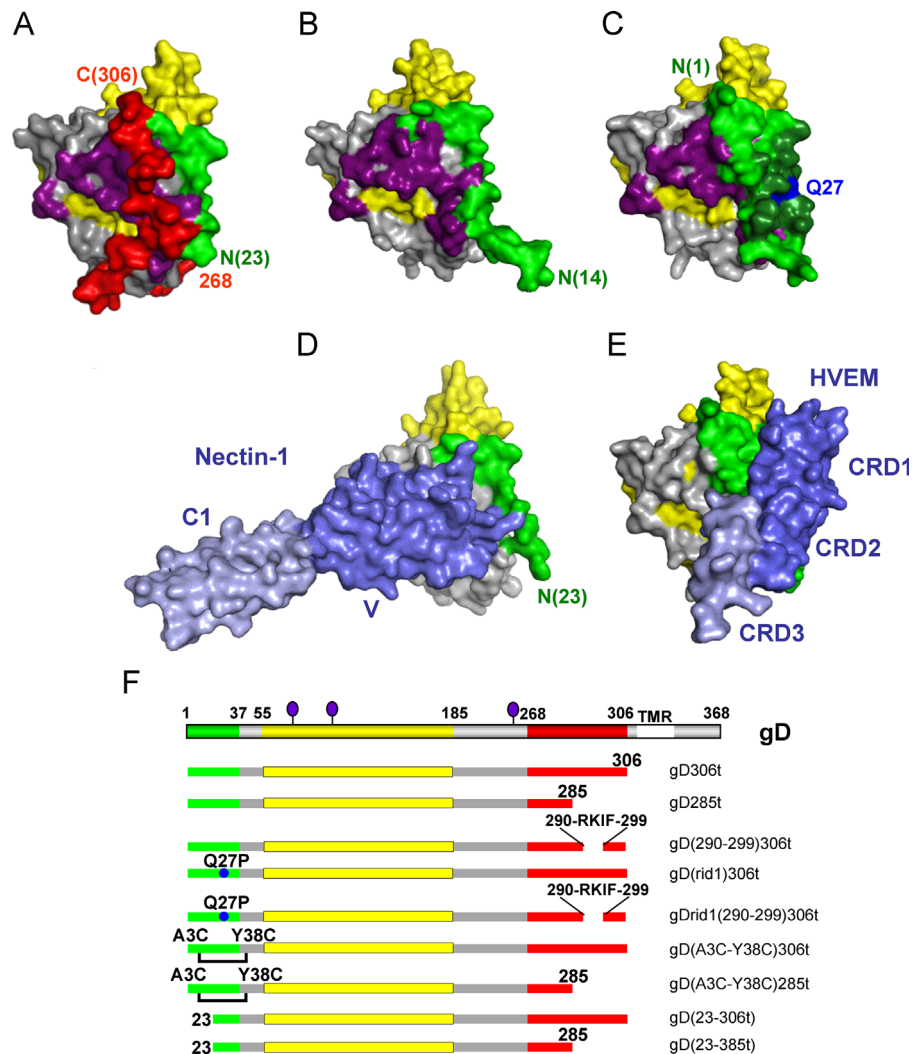 A B C
C(306) N(1)
Q27
N(23)
268 N(14)
D E
HVEM
Nectin-1
CRD1
C1
CRD2
N(23)
V
CRD3
F
1 37 55 185 268 306 TMR 368
gD
306
gD306t
285
gD285t
290-RKIF-299
gD(290-299)306t
Q27P
gD(rid1)306t
290-RKIF-299
Q27P
gDrid1(290-299)306t
A3C Y38C
gD(A3C-Y38C)306t
A3C Y38C
285
gD(A3C-Y38C)285t
23
gD(23-306t)
285
23
gD(23-385t)